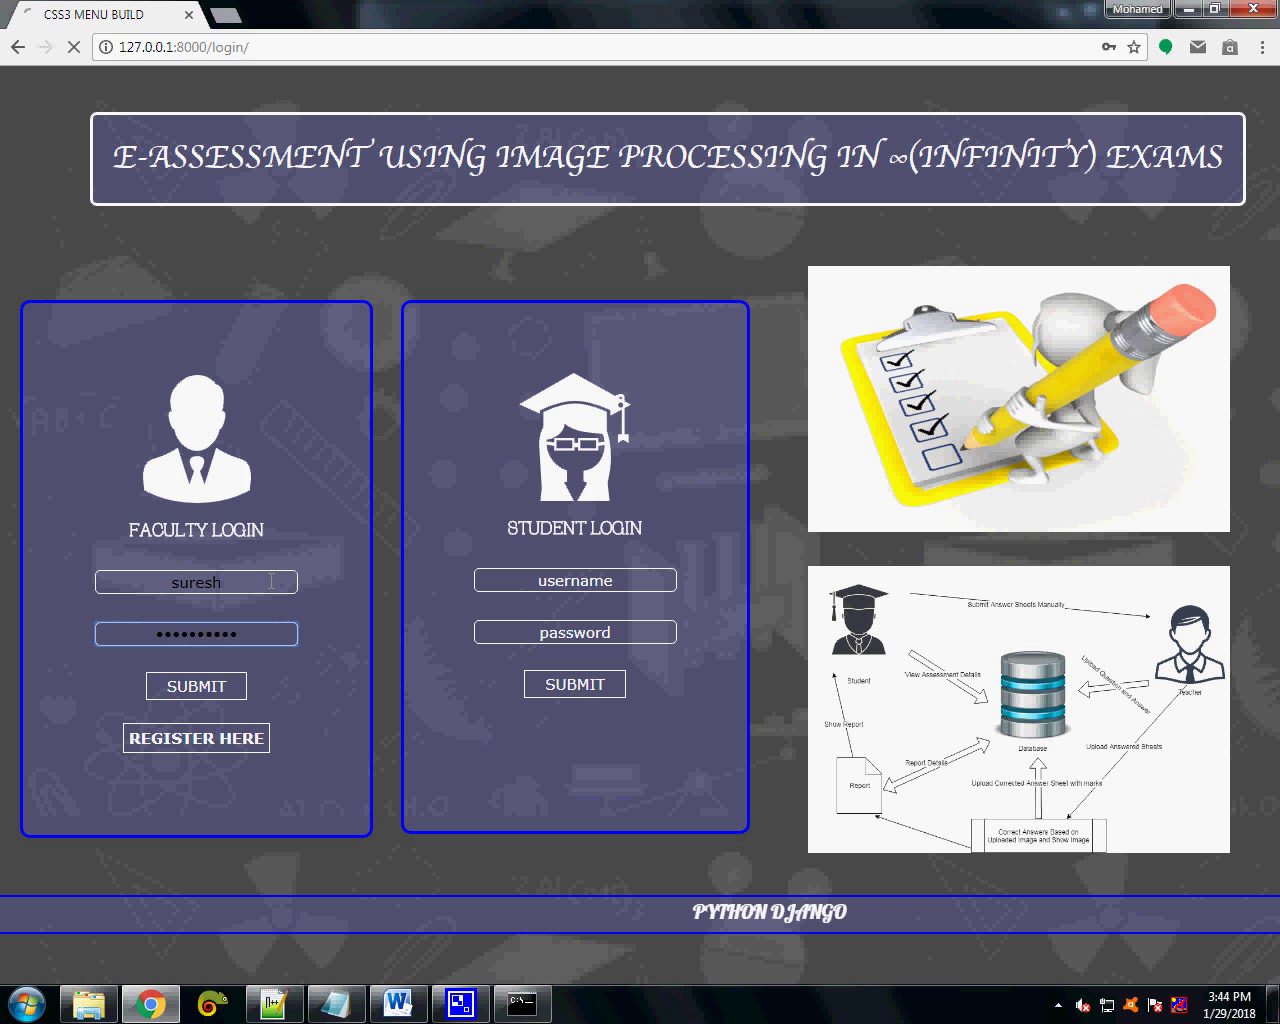 CSS3 MENU BUILD
Mohamed
127.0.0.1:8000/login/
E-ASSESSMENT USING IMAGE PROCESSING IN ∞(INFINITY) EXAMS
FACULTY LOGIN
suresh
••••••••••
SUBMIT
REGISTER HERE
STUDENT LOGIN
username
password
SUBMIT
Submit Answer Sheets Manually
Student
View Assessment Details
Upload Question and Answer
Teacher
Show Report
Database
Upload Answered Sheets
Report Details
Report
Upload Corrected Answer Sheet with marks
Correct Answers Based on
Uploaded Image and Show Image
PYTHON DJANGO
3:44 PM
1/29/2018